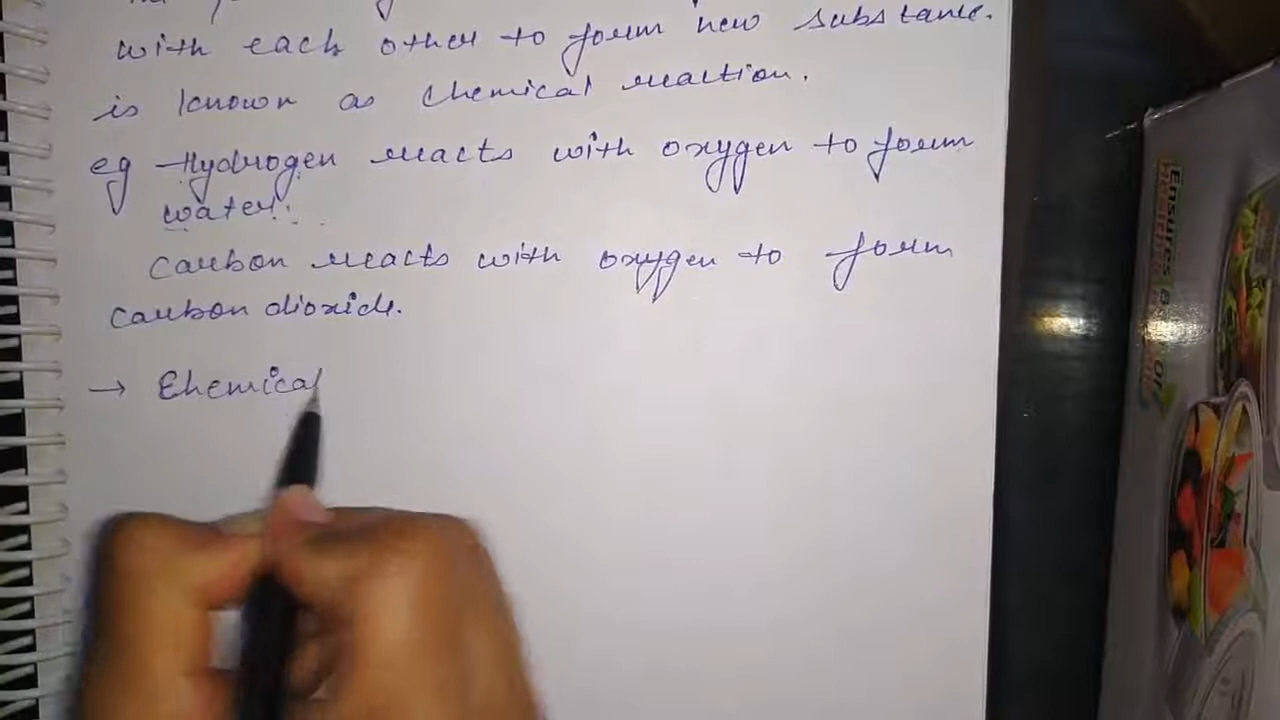 with each other to form new substance.
is known as chemical reaction.
eg Hydrogen reacts with oxygen to form
water.
Carbon reacts with oxygen to form
carbon dioxide.
→ Chemical
Ensures